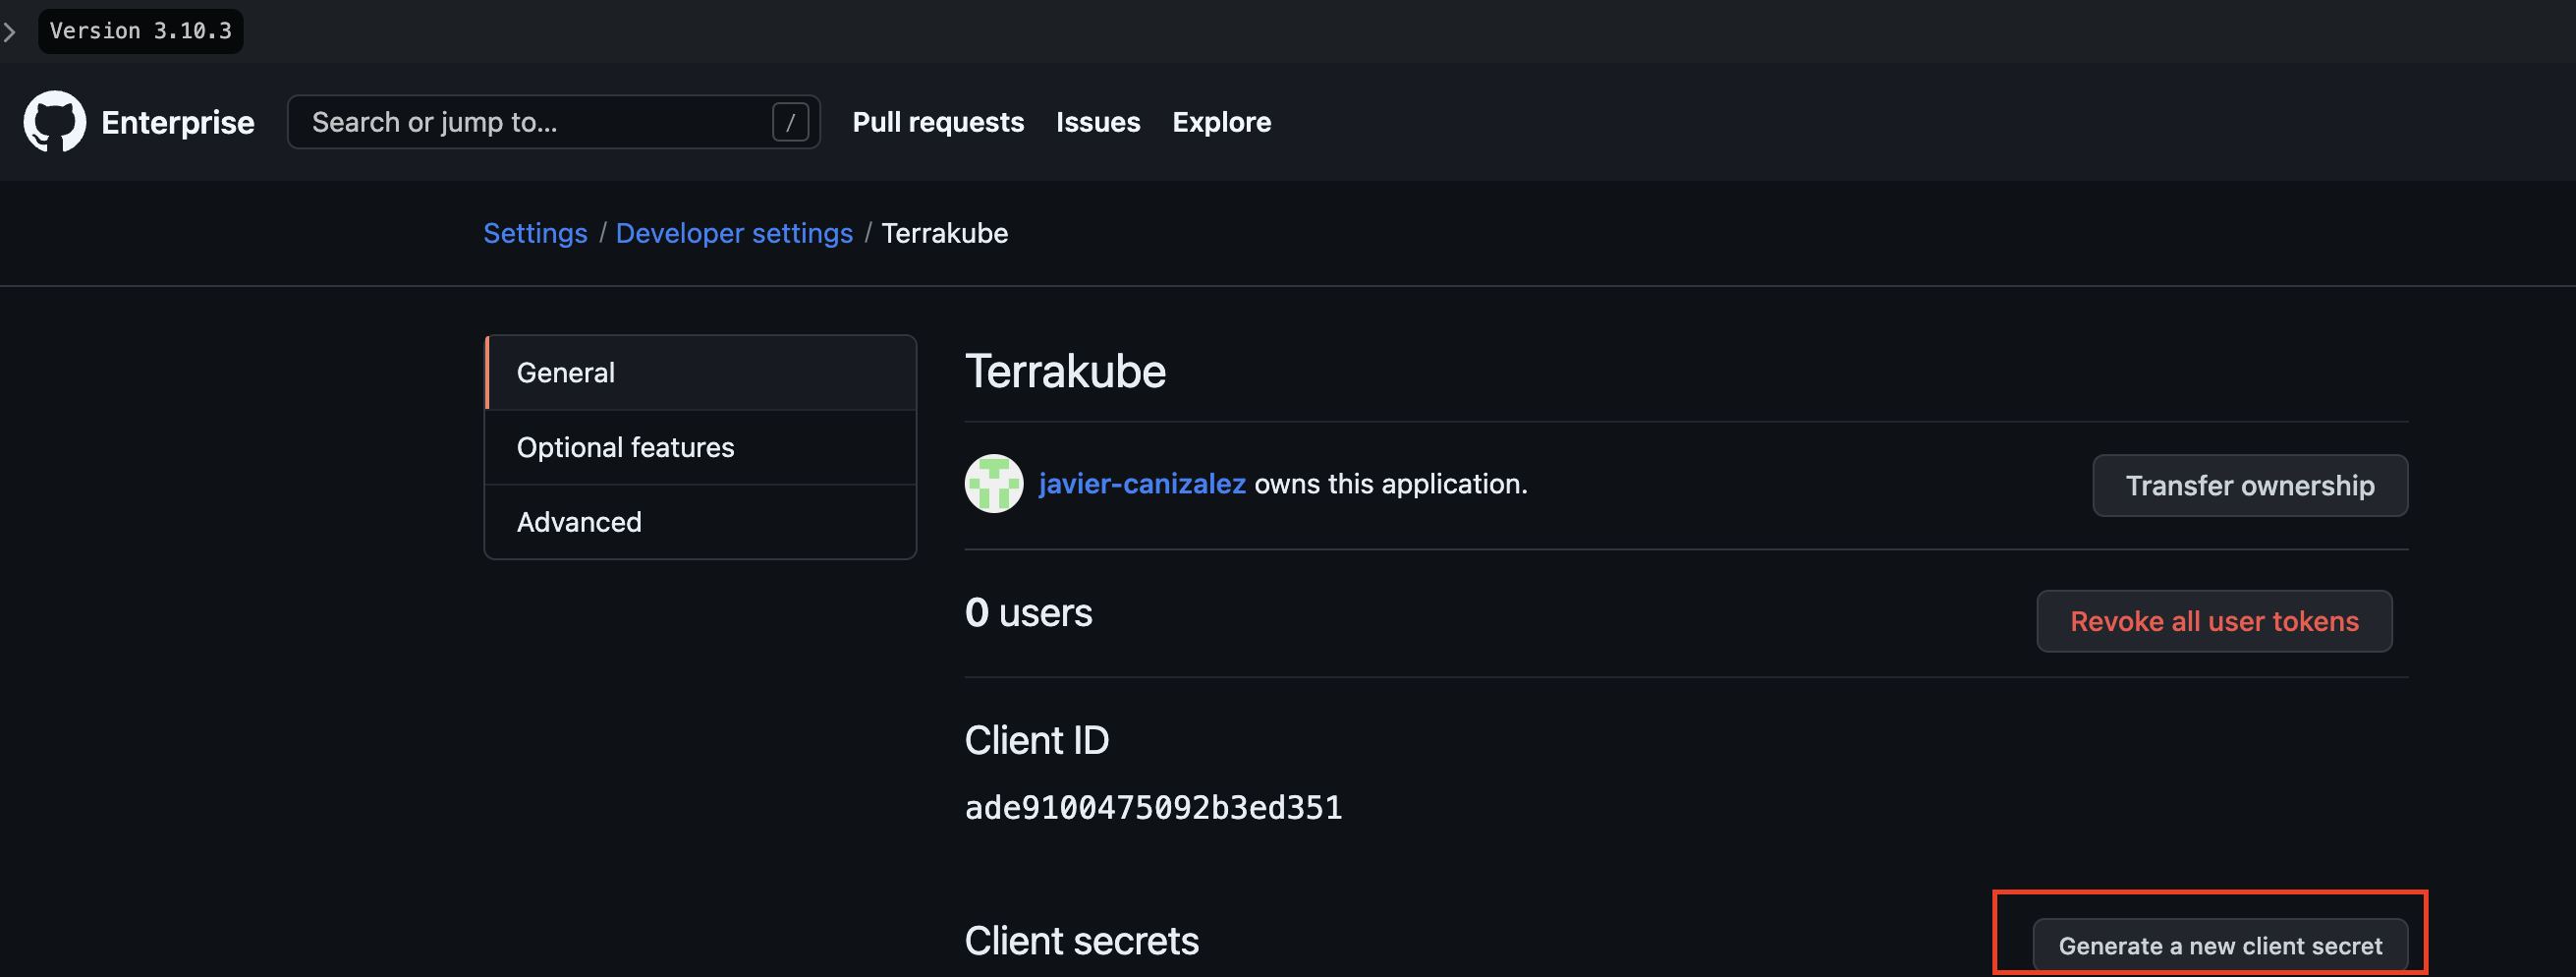 Version 3.10.3
Enterprise Search or jump to... / Pull requests Issues Explore
Settings / Developer settings / Terrakube
General
Optional features
Advanced
Terrakube
javier-canizalez owns this application. Transfer ownership
0 users Revoke all user tokens
Client ID
ade9100475092b3ed351
Client secrets Generate a new client secret